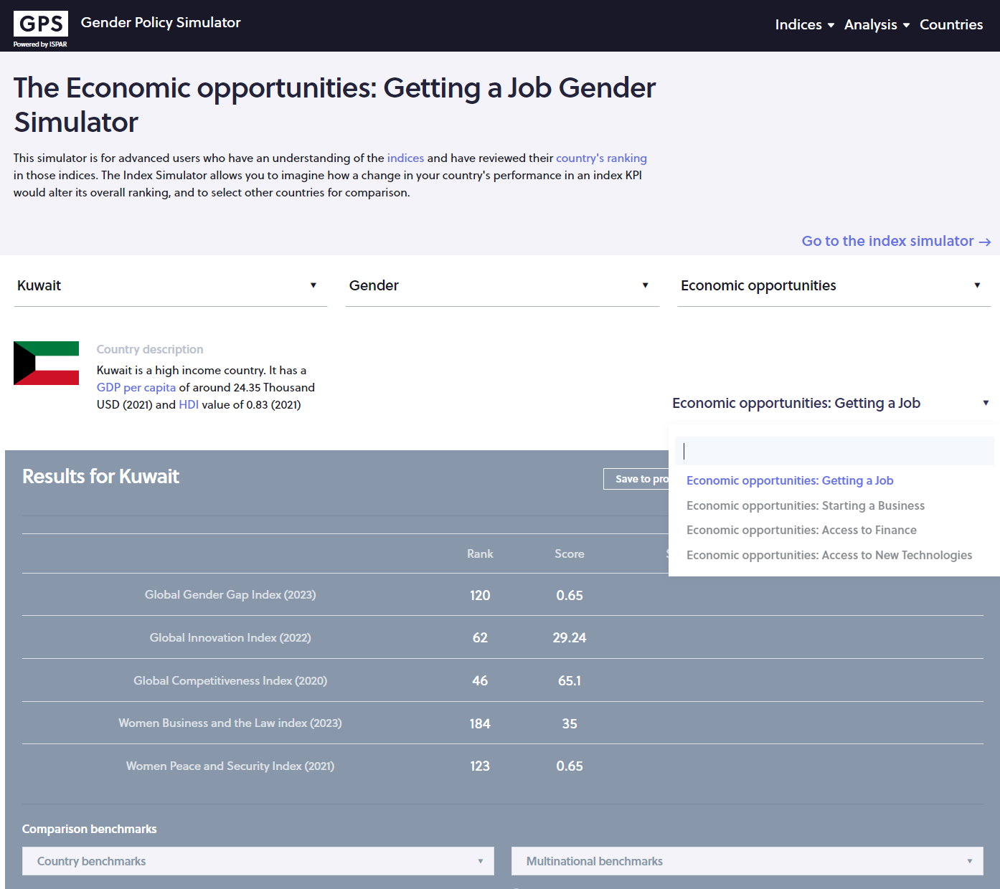 GPS
Powered by ISPAR
Gender Policy Simulator
Indices
Analysis
Countries
The Economic opportunities: Getting a Job Gender
Simulator
This simulator is for advanced users who have an understanding of the indices and have reviewed their country's ranking
in those indices. The Index Simulator allows you to imagine how a change in your country's performance in an index KPI
would alter its overall ranking, and to select other countries for comparison.
Go to the index simulator →
Kuwait
Gender
Economic opportunities
Country description
Kuwait is a high income country. It has a
GDP per capita of around 24.35 Thousand
USD (2021) and HDI value of 0.83 (2021)
Economic opportunities: Getting a Job
Economic opportunities: Getting a Job
Economic opportunities: Starting a Business
Economic opportunities: Access to Finance
Economic opportunities: Access to New Technologies
Results for Kuwait
Save to pro
Rank Score
Global Gender Gap Index (2023) 120 0.65
Global Innovation Index (2022) 62 29.24
Global Competitiveness Index (2020) 46 65.1
Women Business and the Law index (2023) 184 35
Women Peace and Security Index (2021) 123 0.65
Comparison benchmarks
Country benchmarks
Multinational benchmarks